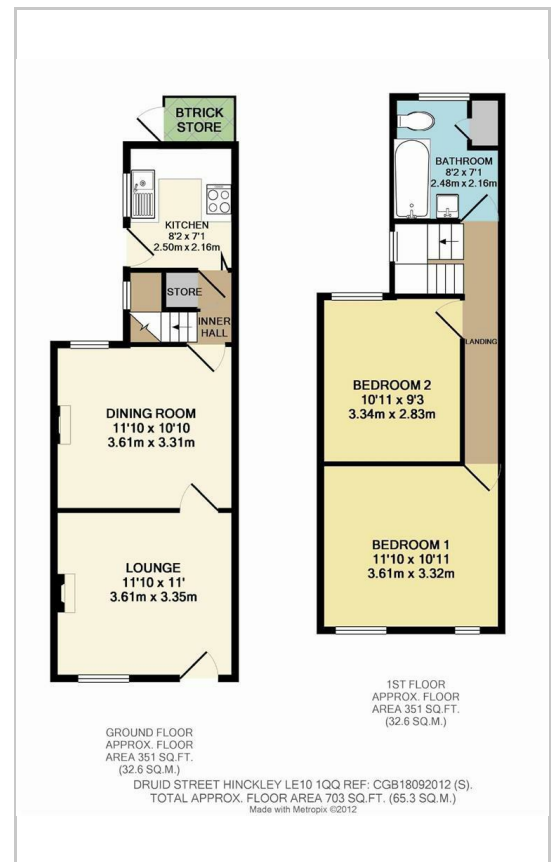 BTRICK
STORE
KITCHEN
8'2 x 7'1
2.50m x 2.16m
STORE
INNER
HALL
DINING ROOM
11'10 x 10'10
3.61m x 3.31m
LOUNGE
11'10 x 11'
3.61m x 3.35m
GROUND FLOOR
APPROX. FLOOR
AREA 351 SQ.FT.
(32.6 SQ.M.)
BATHROOM
8'2 x 7'1
2.48m x 2.16m
LANDING
BEDROOM 2
10'11 x 9'3
3.34m x 2.83m
BEDROOM 1
11'10 x 10'11
3.61m x 3.32m
1ST FLOOR
APPROX. FLOOR
AREA 351 SQ.FT.
(32.6 SQ.M.)
DRUID STREET HINCKLEY LE10 1QQ REF: CGB18092012 (S).
TOTAL APPROX. FLOOR AREA 703 SQ.FT. (65.3 SQ.M.)
Made with Metropix ©2012